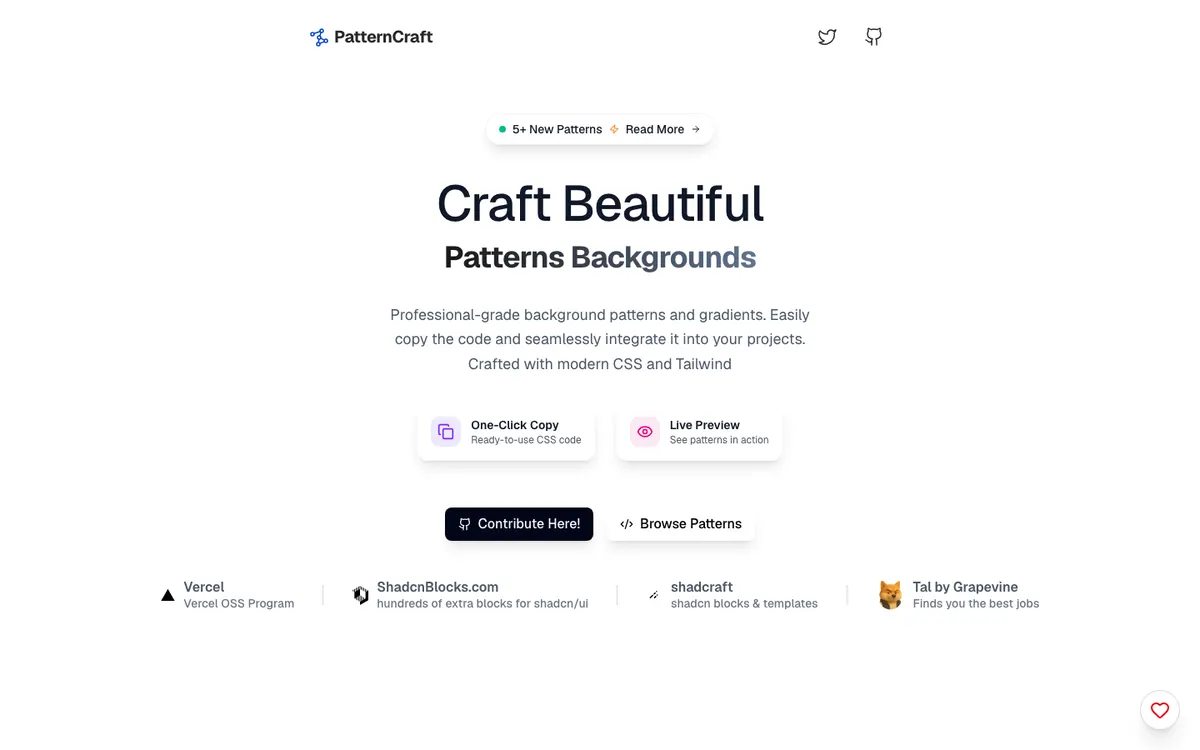 PatternCraft
5+ New Patterns Read More →
Craft Beautiful
Patterns Backgrounds
Professional-grade background patterns and gradients. Easily
copy the code and seamlessly integrate it into your projects.
Crafted with modern CSS and Tailwind
One-Click Copy
Ready-to-use CSS code
Live Preview
See patterns in action
Contribute Here!
Browse Patterns
Vercel
Vercel OSS Program
ShadcnBlocks.com
hundreds of extra blocks for shadcn/ui
shadcraft
shadcn blocks & templates
Tal by Grapevine
Finds you the best jobs